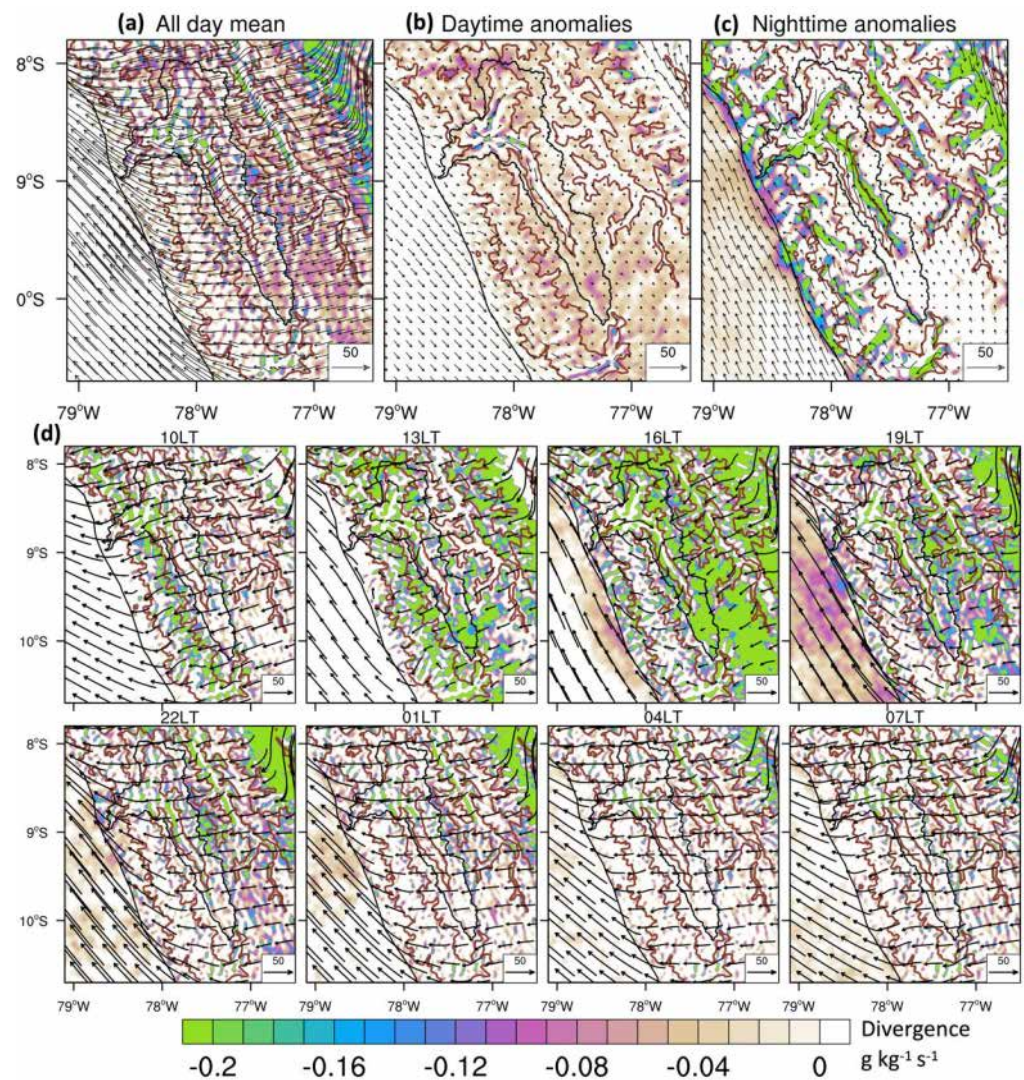 (a) All day mean
(b) Daytime anomalies
(c) Nighttime anomalies
8°S
9°S
0°S
50
50
50
79°W 78°W 77°W
79°W 78°W 77°W
79°W 78°W 77°W
(d)
10LT 13LT 16LT 19LT
8°S
9°S
10°S
50
50
50
50
22LT 01LT 04LT 07LT
8°S
9°S
10°S
50
50
50
50
79°W 78°W 77°W
79°W 78°W 77°W
79°W 78°W 77°W
79°W 78°W 77°W
-0.2 -0.16 -0.12 -0.08 -0.04 0
Divergence
g kg⁻¹ s⁻¹